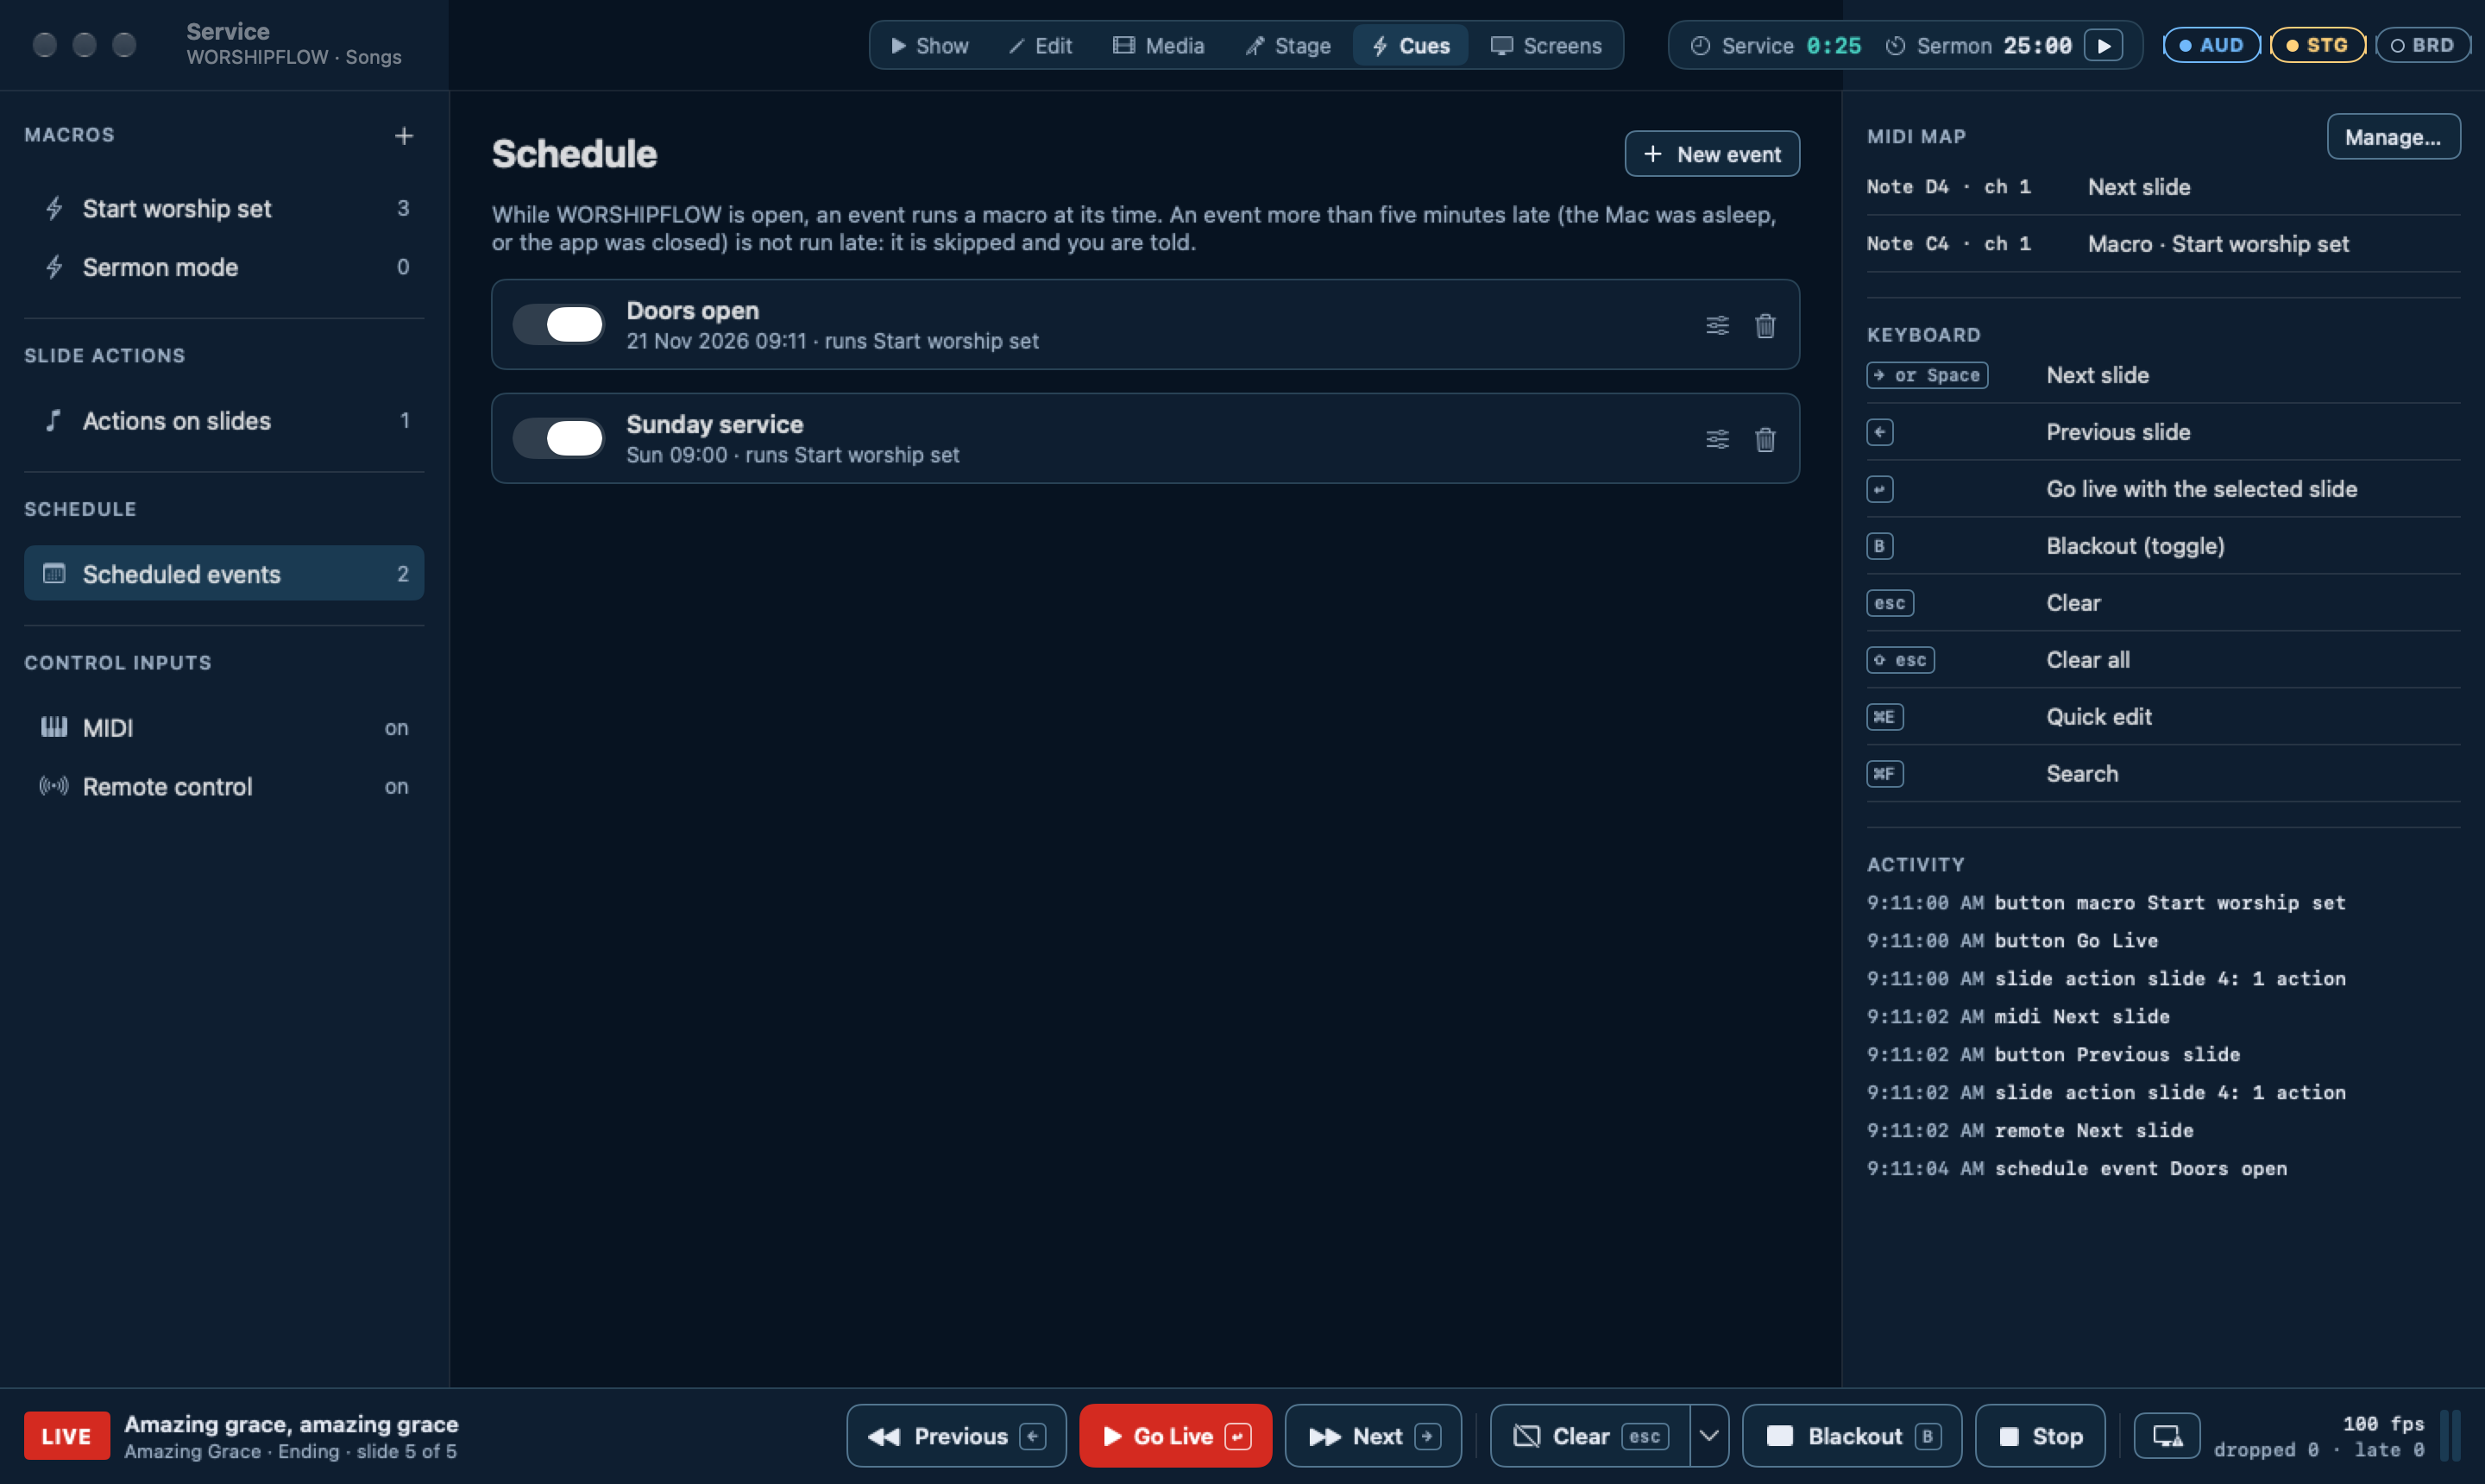 Service
WORSHIPFLOW · Songs
Show
Edit
Media
Stage
Cues
Screens
Service 0:25
Sermon 25:00
AUD
STG
BRD
MACROS
Start worship set 3
Sermon mode 0
SLIDE ACTIONS
Actions on slides 1
SCHEDULE
Scheduled events 2
CONTROL INPUTS
MIDI on
Remote control on
Schedule
+ New event
While WORSHIPFLOW is open, an event runs a macro at its time. An event more than five minutes late (the Mac was asleep,
or the app was closed) is not run late: it is skipped and you are told.
Doors open
21 Nov 2026 09:11 · runs Start worship set
Sunday service
Sun 09:00 · runs Start worship set
MIDI MAP
Manage...
Note D4 · ch 1 Next slide
Note C4 · ch 1 Macro · Start worship set
KEYBOARD
→ or Space Next slide
← Previous slide
↩ Go live with the selected slide
B Blackout (toggle)
esc Clear
⇧ esc Clear all
⌘E Quick edit
⌘F Search
ACTIVITY
9:11:00 AM button macro Start worship set
9:11:00 AM button Go Live
9:11:00 AM slide action slide 4: 1 action
9:11:02 AM midi Next slide
9:11:02 AM button Previous slide
9:11:02 AM slide action slide 4: 1 action
9:11:02 AM remote Next slide
9:11:04 AM schedule event Doors open
LIVE
Amazing grace, amazing grace
Amazing Grace · Ending · slide 5 of 5
Previous ←
Go Live ↩
Next →
Clear esc
Blackout B
Stop
100 fps
dropped 0 · late 0